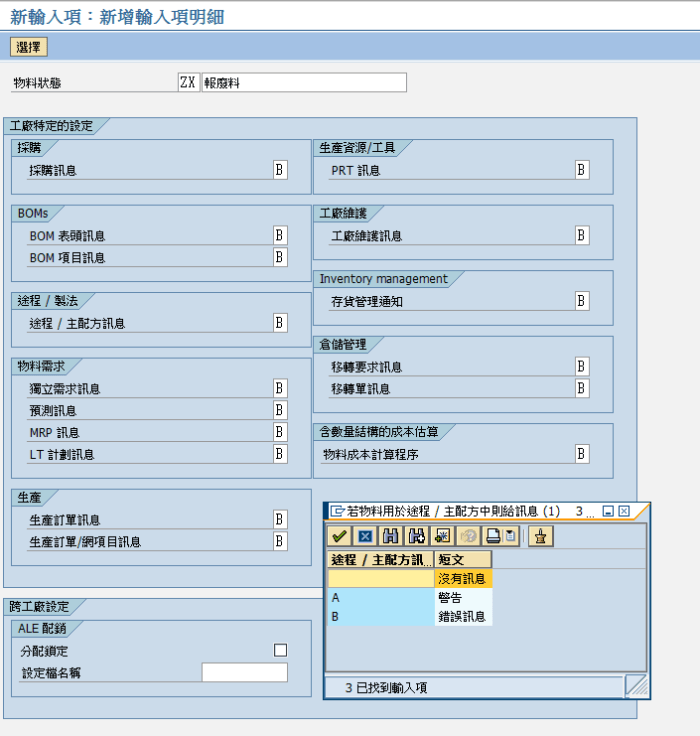 新輸入項：新增輸入項明細
選擇
物料狀態 ZX 報廢料
工廠特定的設定
採購
採購訊息 B
BOMs
BOM 表頭訊息 B
BOM 項目訊息 B
途程 / 製法
途程 / 主配方訊息 B
物料需求
獨立需求訊息 B
預測訊息 B
MRP 訊息 B
LT 計劃訊息 B
生產
生產訂單訊息 B
生產訂單/網項目訊息 B
生產資源/工具
PRT 訊息 B
工廠維護
工廠維護訊息 B
Inventory management
存貨管理通知 B
倉儲管理
移轉要求訊息 B
移轉單訊息 B
含數量結構的成本估算
物料成本計算程序 B
跨工廠設定
ALE 配銷
分配鎖定
設定檔名稱
若物料用於途程 / 主配方中則給訊息 (1) 3...
途程 / 主配方訊... 短文
沒有訊息
A 警告
B 錯誤訊息
3 已找到輸入項